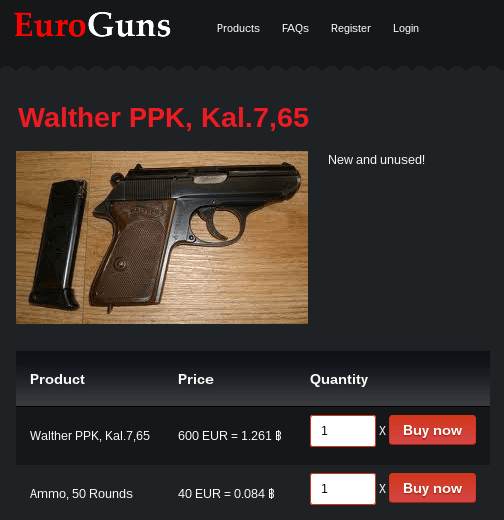 EuroGuns
Products FAQs Register Login
Walther PPK, Kal.7,65
New and unused!
Product Price Quantity
Walther PPK, Kal.7,65 600 EUR = 1.261 ฿ 1 X Buy now
Ammo, 50 Rounds 40 EUR = 0.084 ฿ 1 X Buy now